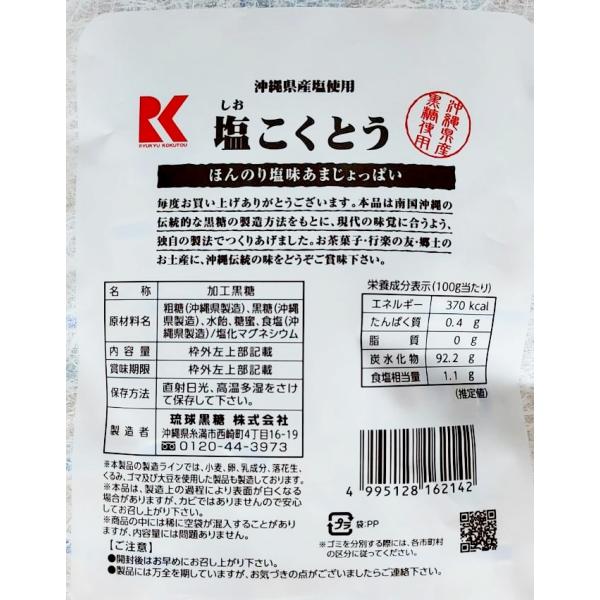 沖縄県産塩使用
RK
RYUKYU KOKUTOU
しお
塩こくとう
沖縄県産
黒糖使用
ほんのり塩味あまじょっぱい
毎度お買い上げありがとうございます。本品は南国沖縄の
伝統的な黒糖の製造方法をもとに、現代の味覚に合うよう、
独自の製法でつくりあげました。お茶菓子・行楽の友・郷土の
お土産に、沖縄伝統の味をどうぞご賞味下さい。
名 称 加工黒糖
原材料名 粗糖(沖縄県製造)、黒糖(沖縄
県製造)、水飴、糖蜜、食塩(沖
県製造)/塩化マグネシウム
内 容 量 枠外左上部記載
賞味期限 枠外左上部記載
保存方法 直射日光、高温多湿をさけ
て保存して下さい。
製 造 者 琉球黒糖 株式会社
沖縄県糸満市西崎町4丁目16-19
0120-44-3973
栄養成分表示(100g当たり)
エネルギー 370 kcal
たんぱく質 0.4 g
脂 質 0 g
炭水化物 92.2 g
食塩相当量 1.1 g
(推定値)
※本製品の製造ラインでは、小麦、卵、乳成分、落花生、
くるみ、ゴマ及び大豆を使用した製品も製造しております。
※本品は、製造上の過程により表面が白くなる
場合がありますが、カビではありませんので安心
してお召し上がり下さい。
※商品の中には稀に空袋が混入することがあり
ますが、内容量には問題ありません。
【ご注意】
●開封後はお早めにお召し上がり下さい。
●製品には万全を期していますが、お気づきの点がございましたらご連絡下さい。
4 995128 162142
プラ 袋:PP
※ゴミを分別する際には、各市町村
の区分に従ってください。